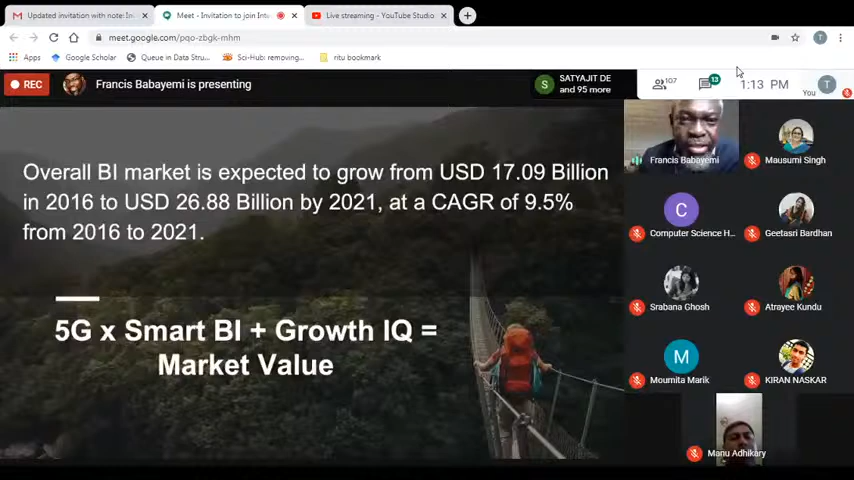 Updated invitation with note: In
Meet - Invitation to join Int
Live streaming - YouTube Studio
meet.google.com/pqo-zbgk-mhm
T
Apps
Google Scholar
Queue in Data Stru...
Sci-Hub: removing...
ritu bookmark
REC
Francis Babayemi is presenting
S
SATYAJIT DE
and 95 more
107
13
1:13 PM
You
T
Overall BI market is expected to grow from USD 17.09 Billion
in 2016 to USD 26.88 Billion by 2021, at a CAGR of 9.5%
from 2016 to 2021.
5G x Smart BI + Growth IQ =
Market Value
Francis Babayemi
Mausumi Singh
C
Computer Science H...
Geetasri Bardhan
Srabana Ghosh
Atrayee Kundu
M
Moumita Marik
KIRAN NASKAR
Manu Adhikary